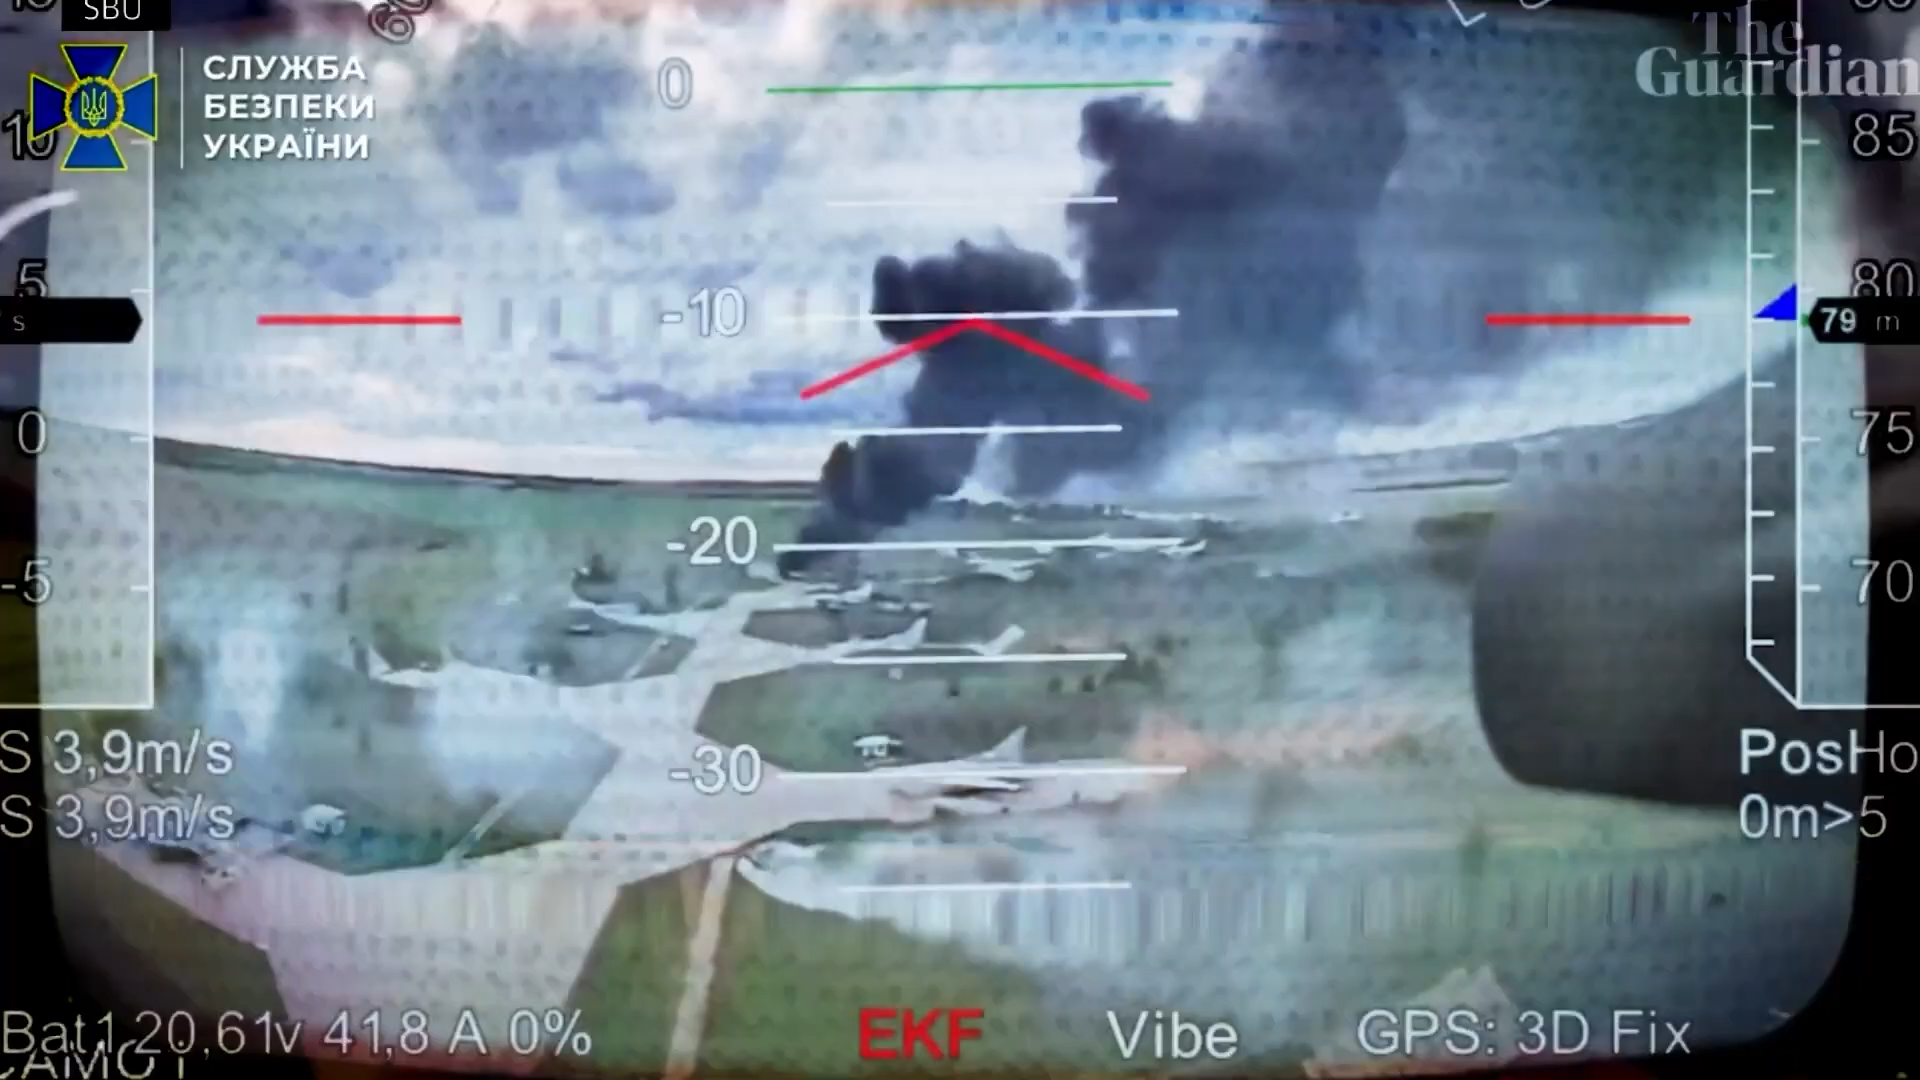 SBU
СЛУЖБА
БЕЗПЕКИ
УКРАЇНИ
The
Guardian
60
0
10
85
5
80
-10
s
79 m
0
75
-20
-5
70
S 3,9m/s
-30
PosHo
S 3,9m/s
0m>5
Bat1 20,61v 41,8 A 0%
EKF
Vibe
GPS: 3D Fix